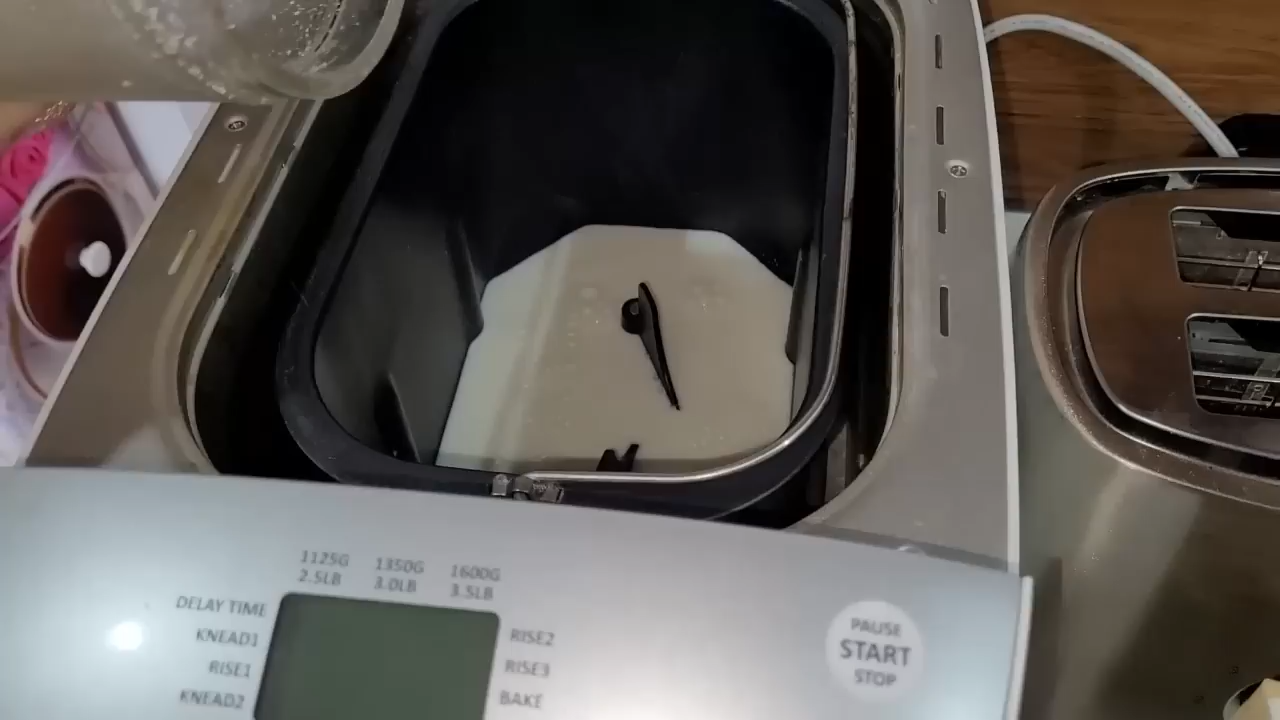 1125G 1350G 1600G
2.5LB 3.0LB 3.5LB
DELAY TIME
KNEAD1
RISE1
KNEAD2
RISE2
RISE3
BAKE
PAUSE
START
STOP